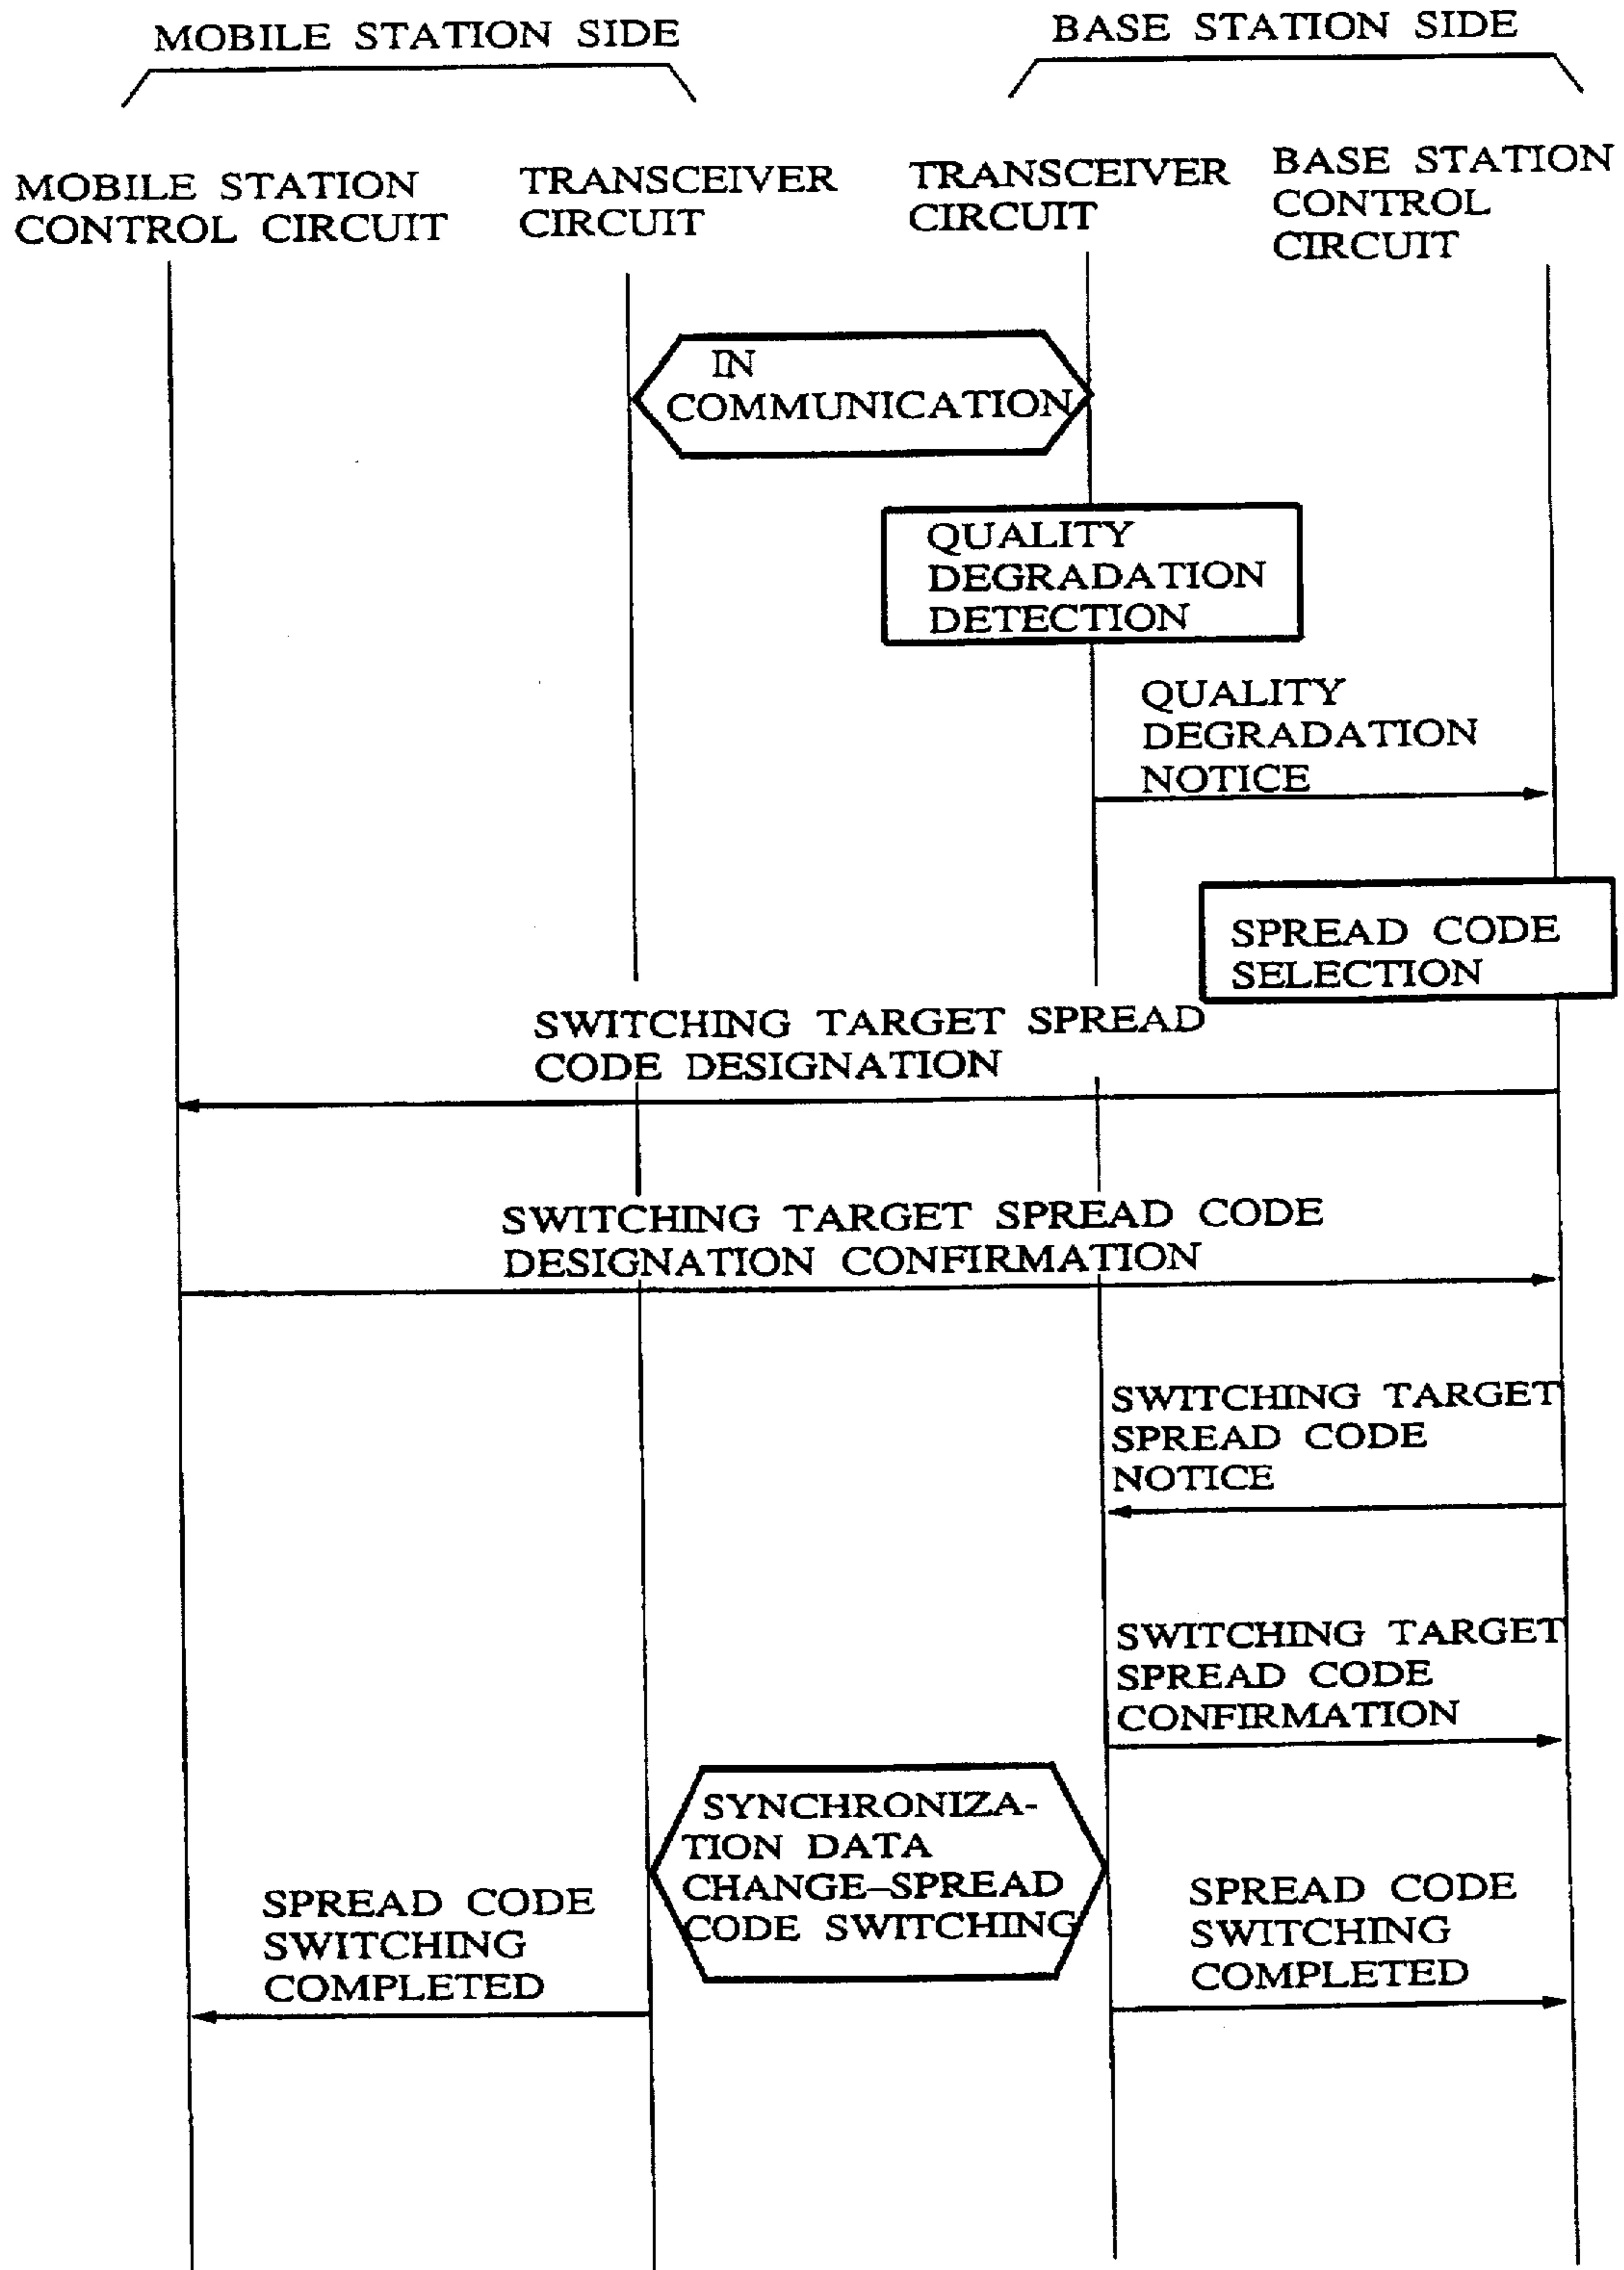 MOBILE STATION SIDE
BASE STATION SIDE
MOBILE STATION
CONTROL CIRCUIT
TRANSCEIVER
CIRCUIT
TRANSCEIVER
CIRCUIT
BASE STATION
CONTROL
CIRCUIT
IN
COMMUNICATION
QUALITY
DEGRADATION
DETECTION
QUALITY
DEGRADATION
NOTICE
SPREAD CODE
SELECTION
SWITCHING TARGET SPREAD
CODE DESIGNATION
SWITCHING TARGET SPREAD CODE
DESIGNATION CONFIRMATION
SWITCHING TARGET
SPREAD CODE
NOTICE
SWITCHING TARGET
SPREAD CODE
CONFIRMATION
SYNCHRONIZA-
TION DATA
CHANGE–SPREAD
CODE SWITCHING
SPREAD CODE
SWITCHING
COMPLETED
SPREAD CODE
SWITCHING
COMPLETED